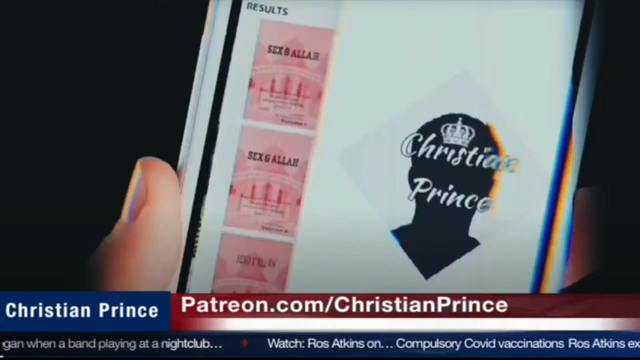 RESULTS
SEX & ALLAH
SEX & ALLAH
Christian
Prince
Christian Prince
Patreon.com/ChristianPrince
gan when a band playing at a nightclub...
Watch: Ros Atkins on... Compulsory Covid vaccinations Ros Atkins ex